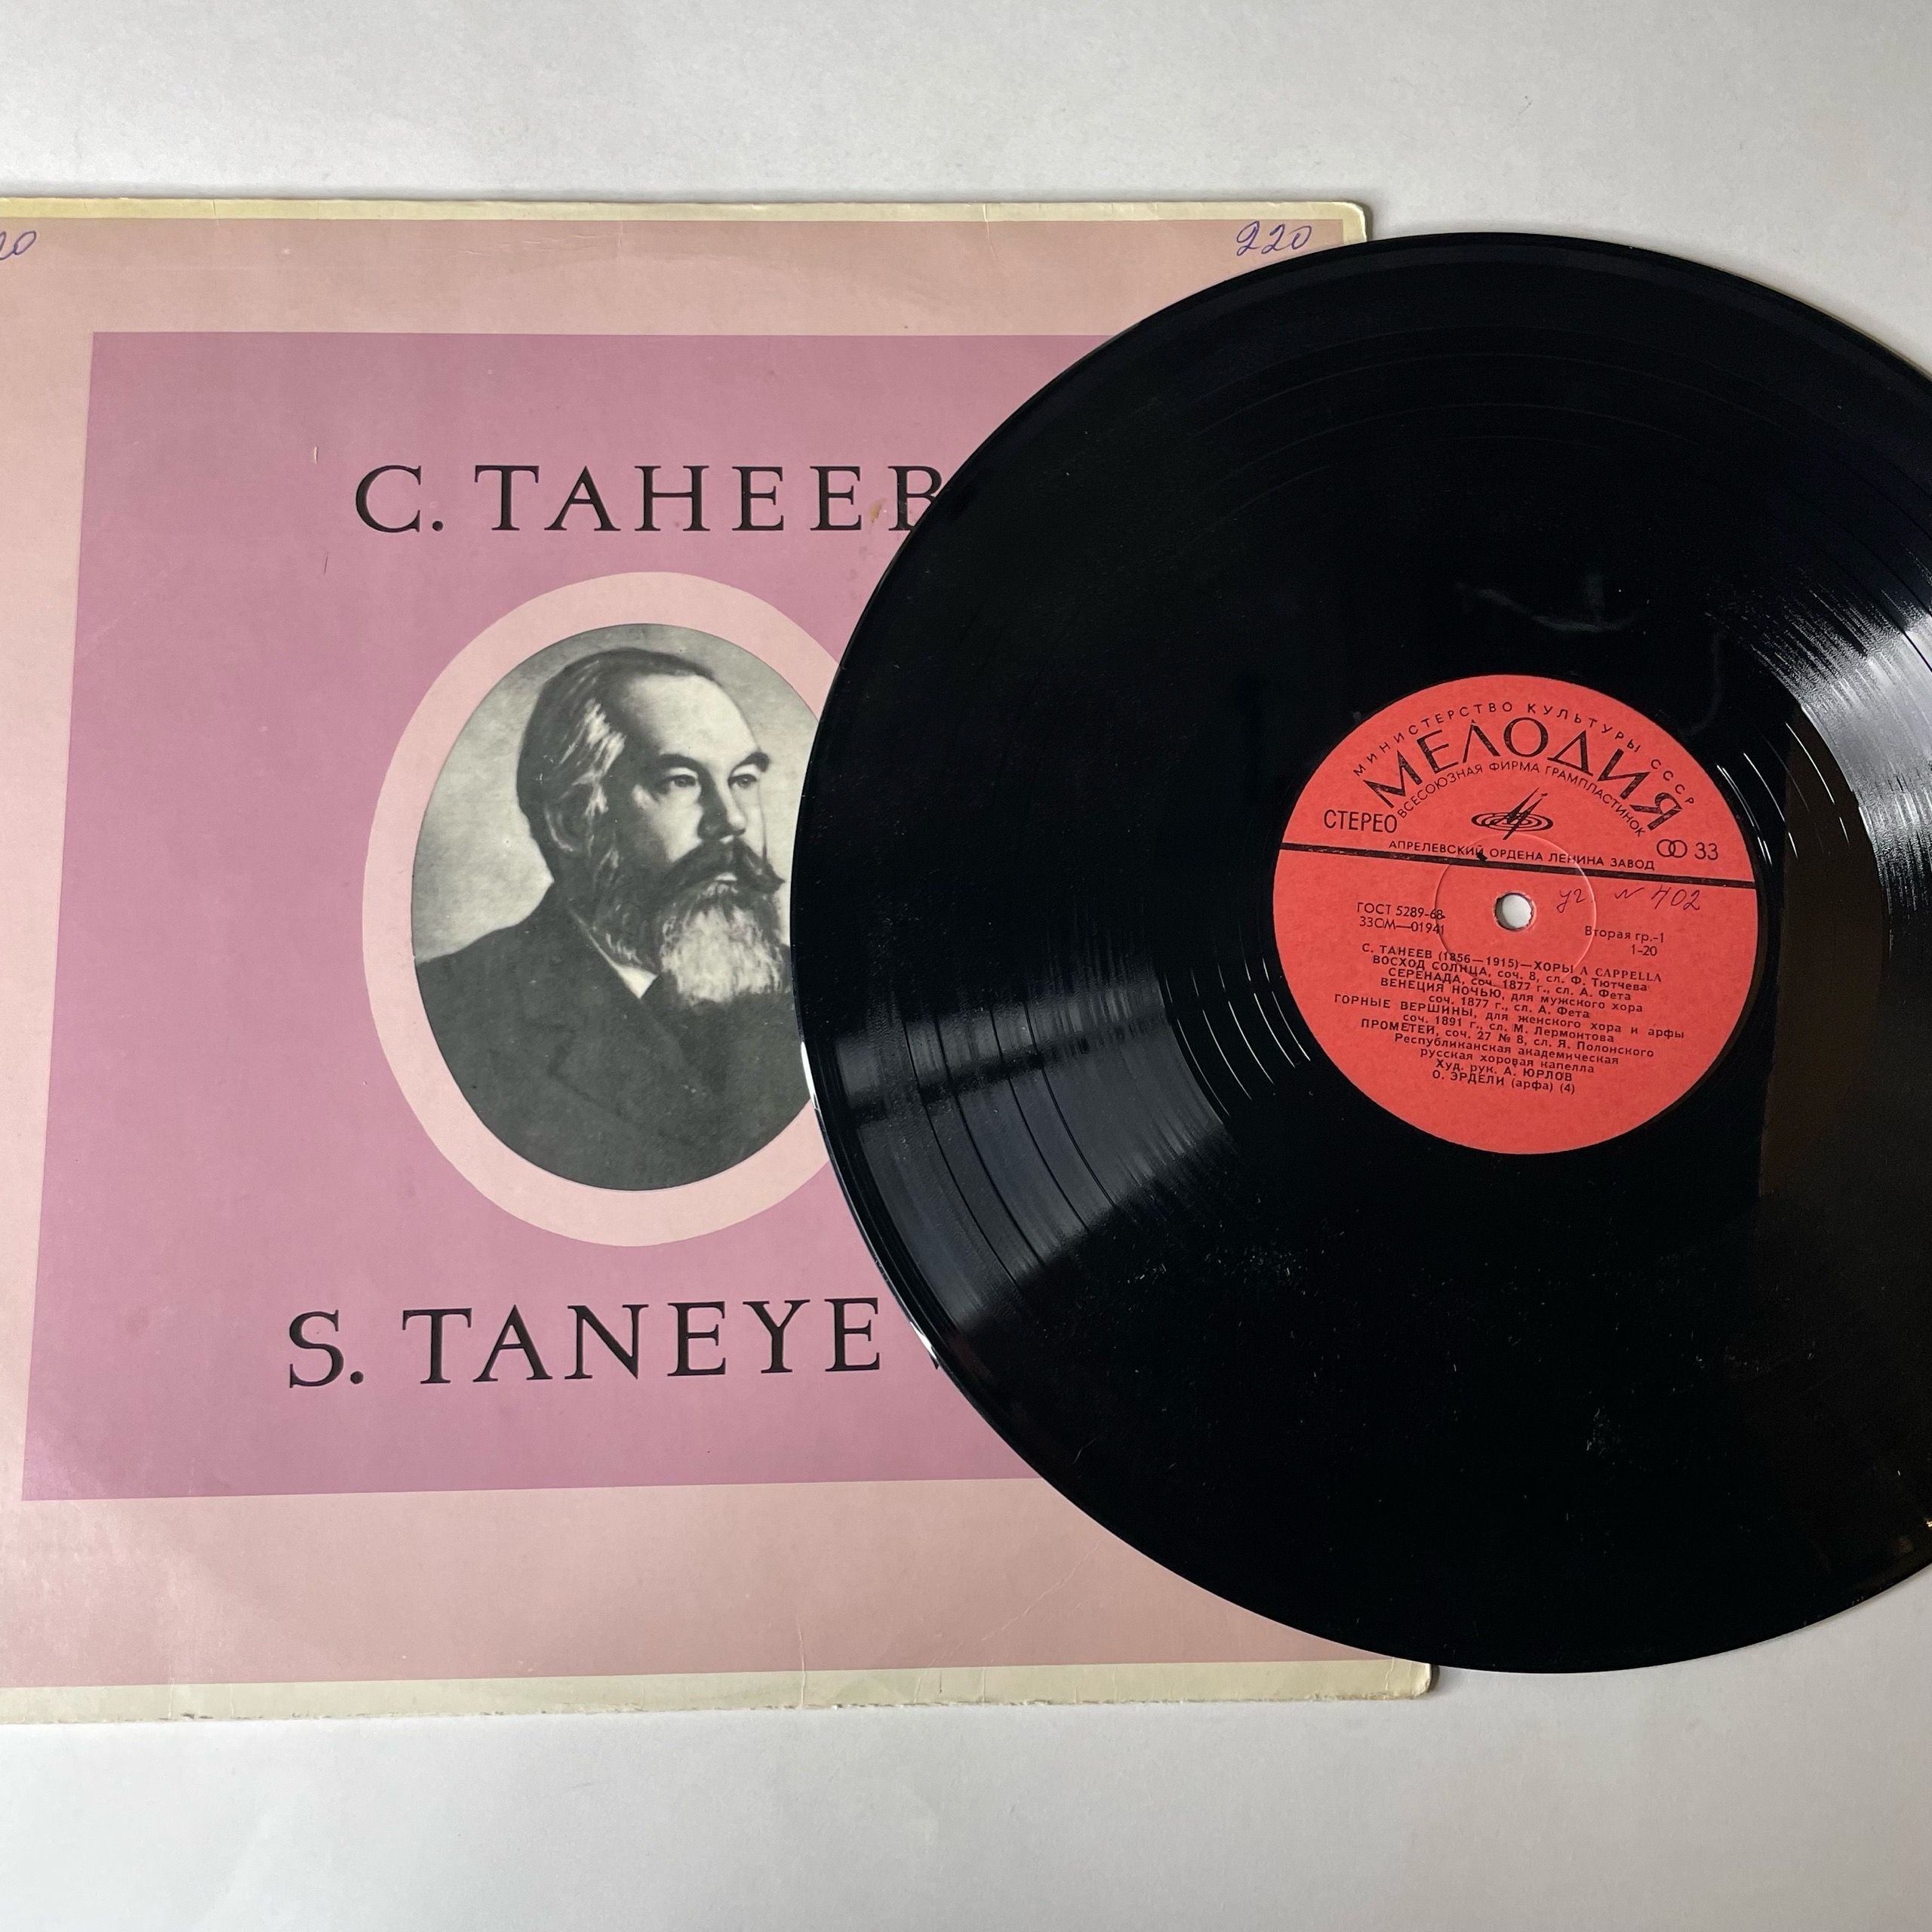 20
220
С. ТАНЕЕВ
S. TANEYE
МИНИСТЕРСТВО КУЛЬТУРЫ СССР
МЕЛОДИЯ
ВСЕСОЮЗНАЯ ФИРМА ГРАМПЛАСТИНОК
СТЕРЕО
33
АПРЕЛЕВСКИЙ ОРДЕНА ЛЕНИНА ЗАВОД
уг N 402
ГОСТ 5289-68
33СМ—01941
Вторая гр.-1
1-20
С. ТАНЕЕВ (1856—1915)—ХОРЫ A CAPPELLA
ВОСХОД СОЛНЦА, соч. 8, сл. Ф. Тютчева
СЕРЕНАДА, соч. 1877 г., сл. А. Фета
ВЕНЕЦИЯ НОЧЬЮ, для мужского хора
соч. 1877 г., сл. А. Фета
ГОРНЫЕ ВЕРШИНЫ, для женского хора и арфы
соч. 1891 г., сл. М. Лермонтова
ПРОМЕТЕЙ, соч. 27 № 8, сл. Я. Полонского
Республиканская академическая
русская хоровая капелла
Худ. рук. А. ЮРЛОВ
О. ЭРДЕЛИ (арфа) (4)